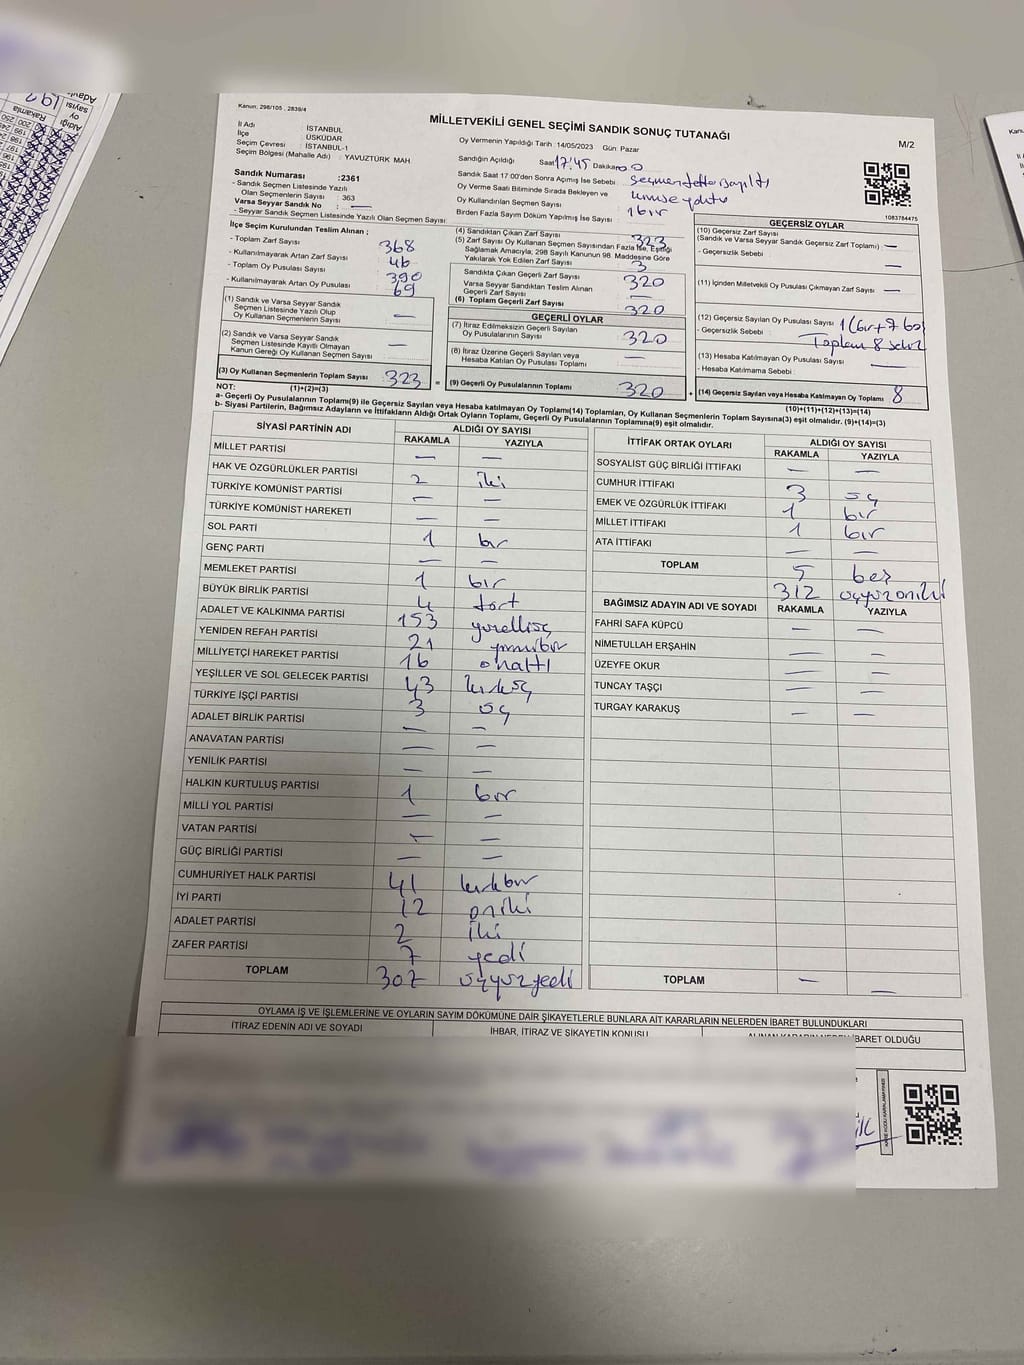 Kanun: 298/105 , 2839/4
MİLLETVEKİLİ GENEL SEÇİMİ SANDIK SONUÇ TUTANAĞI
M/2
İl Adı İSTANBUL
İlçe ÜSKÜDAR
Seçim Çevresi : İSTANBUL-1
Seçim Bölgesi (Mahalle Adı) : YAVUZTÜRK MAH
Sandık Numarası :2361
- Sandık Seçmen Listesinde Yazılı
Olan Seçmenlerin Sayısı : 363
Varsa Seyyar Sandık No : —
- Seyyar Sandık Seçmen Listesinde Yazılı Olan Seçmen Sayısı:
Oy Vermenin Yapıldığı Tarih :14/05/2023 Gün: Pazar
Sandığın Açıldığı Saat 17:45 Dakika
Sandık Saat 17:00'den Sonra Açımış İse Sebebi :
Oy Verme Saati Bitiminde Sırada Bekleyen ve
Oy Kullandırılan Seçmen Sayısı :
Birden Fazla Sayım Döküm Yapılmış İse Sayısı : 1 bir
1083784475
İlçe Seçim Kurulundan Teslim Alınan ;
- Toplam Zarf Sayısı : 368
- Kullanılmayarak Artan Zarf Sayısı : 46
- Toplam Oy Pusulası Sayısı : 390
- Kullanılmayarak Artan Oy Pusulası : 69
(1) Sandık ve Varsa Seyyar Sandık
Seçmen Listesinde Yazılı Olup
Oy Kullanan Seçmenlerin Sayısı : —
(2) Sandık ve Varsa Seyyar Sandık
Seçmen Listesinde Kayıtlı Olmayan
Kanun Gereği Oy Kullanan Seçmen Sayısı : —
(3) Oy Kullanan Seçmenlerin Toplam Sayısı : 323
(4) Sandıktan Çıkan Zarf Sayısı : 323
(5) Zarf Sayısı Oy Kullanan Seçmen Sayısından Fazla İse, Eşitliği
Sağlamak Amacıyla, 298 Sayılı Kanunun 98. Maddesine Göre
Yakılarak Yok Edilen Zarf Sayısı : 3
Sandıkta Çıkan Geçerli Zarf Sayısı : 320
Varsa Seyyar Sandıktan Teslim Alınan
Geçerli Zarf Sayısı : —
(6) Toplam Geçerli Zarf Sayısı : 320
GEÇERLİ OYLAR
(7) İtiraz Edilmeksizin Geçerli Sayılan
Oy Pusulalarının Sayısı : 320
(8) İtiraz Üzerine Geçerli Sayılan veya
Hesaba Katılan Oy Pusulası Toplamı : —
= (9) Geçerli Oy Pusulalarının Toplamı : 320
GEÇERSİZ OYLAR
(10) Geçersiz Zarf Sayısı
(Sandık ve Varsa Seyyar Sandık Geçersiz Zarf Toplamı) : —
- Geçersizlik Sebebi : —
(11) İçinden Milletvekili Oy Pusulası Çıkmayan Zarf Sayısı : —
(12) Geçersiz Sayılan Oy Pusulası Sayısı : 1 (bir + 7
- Geçersizlik Sebebi : Toplam 8 sekiz
(13) Hesaba Katılmayan Oy Pusulası Sayısı : —
- Hesaba Katılmama Sebebi :
+ (14) Geçersiz Sayılan veya Hesaba Katılmayan Oy Toplamı : 8
NOT: (1)+(2)=(3) (10)+(11)+(12)+(13)=(14)
a- Geçerli Oy Pusulalarının Toplamı(9) ile Geçersiz Sayılan veya Hesaba katılmayan Oy Toplamı(14) Toplamları, Oy Kullanan Seçmenlerin Toplam Sayısına(3) eşit olmalıdır. (9)+(14)=(3)
b- Siyasi Partilerin, Bağımsız Adayların ve İttifakların Aldığı Ortak Oyların Toplamı, Geçerli Oy Pusulalarının Toplamına(9) eşit olmalıdır.
SİYASİ PARTİNİN ADI ALDIĞI OY SAYISI
RAKAMLA YAZIYLA
MİLLET PARTİSİ — —
HAK VE ÖZGÜRLÜKLER PARTİSİ 2 iki
TÜRKİYE KOMÜNİST PARTİSİ — —
TÜRKİYE KOMÜNİST HAREKETİ — —
SOL PARTİ 1 bir
GENÇ PARTİ — —
MEMLEKET PARTİSİ 1 bir
BÜYÜK BİRLİK PARTİSİ 4 dört
ADALET VE KALKINMA PARTİSİ 153 yüzelliüç
YENİDEN REFAH PARTİSİ 21 yirmibir
MİLLİYETÇİ HAREKET PARTİSİ 16 onaltı
YEŞİLLER VE SOL GELECEK PARTİSİ 43 kırküç
TÜRKİYE İŞÇİ PARTİSİ 3 üç
ADALET BİRLİK PARTİSİ — —
ANAVATAN PARTİSİ — —
YENİLİK PARTİSİ — —
HALKIN KURTULUŞ PARTİSİ 1 bir
MİLLİ YOL PARTİSİ — —
VATAN PARTİSİ — —
GÜÇ BİRLİĞİ PARTİSİ — —
CUMHURİYET HALK PARTİSİ 41 kırkbir
İYİ PARTİ 12 oniki
ADALET PARTİSİ 2 iki
ZAFER PARTİSİ 7 yedi
TOPLAM 307 üçyüzyedi
İTTİFAK ORTAK OYLARI ALDIĞI OY SAYISI
RAKAMLA YAZIYLA
SOSYALİST GÜÇ BİRLİĞİ İTTİFAKI — —
CUMHUR İTTİFAKI 3 üç
EMEK VE ÖZGÜRLÜK İTTİFAKI 1 bir
MİLLET İTTİFAKI 1 bir
ATA İTTİFAKI — —
TOPLAM 5 beş
312 üçyüzoniki
BAĞIMSIZ ADAYIN ADI VE SOYADI RAKAMLA YAZIYLA
FAHRİ SAFA KÜPCÜ — —
NİMETULLAH ERŞAHİN — —
ÜZEYFE OKUR — —
TUNCAY TAŞÇI — —
TURGAY KARAKUŞ — —
TOPLAM — —
OYLAMA İŞ VE İŞLEMLERİNE VE OYLARIN SAYIM DÖKÜMÜNE DAİR ŞİKAYETLERLE BUNLARA AİT KARARLARIN NELERDEN İBARET BULUNDUKLARI
İTİRAZ EDENİN ADI VE SOYADI İHBAR, İTİRAZ VE ŞİKAYETİN KONUSU ALINAN KARARIN NEDEN İBARET OLDUĞU